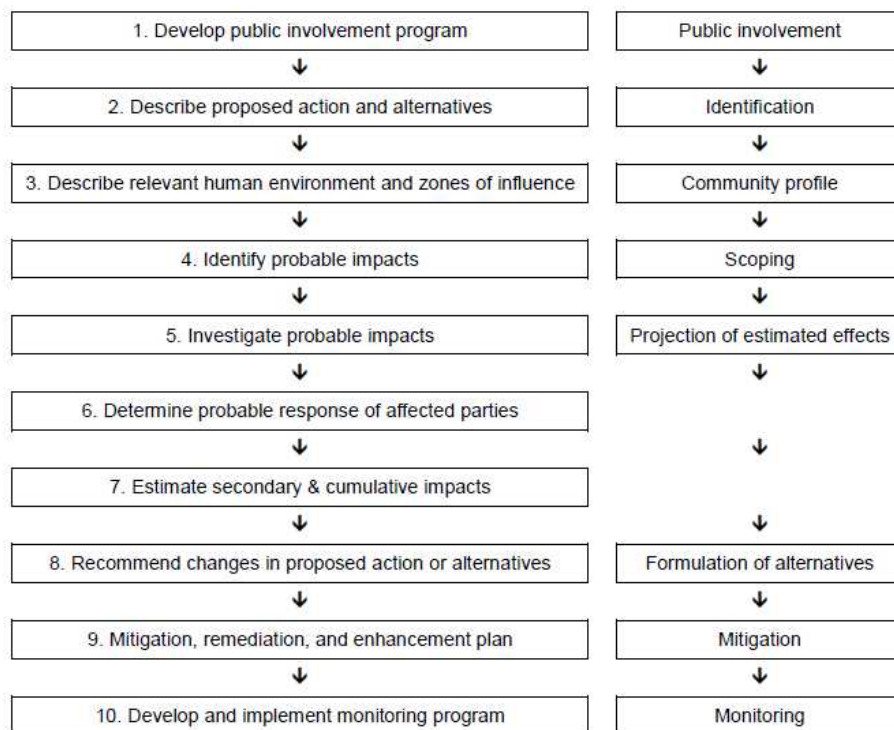 1. Develop public involvement program
Public involvement
2. Describe proposed action and alternatives
Identification
3. Describe relevant human environment and zones of influence
Community profile
4. Identify probable impacts
Scoping
5. Investigate probable impacts
Projection of estimated effects
6. Determine probable response of affected parties
7. Estimate secondary & cumulative impacts
8. Recommend changes in proposed action or alternatives
Formulation of alternatives
9. Mitigation, remediation, and enhancement plan
Mitigation
10. Develop and implement monitoring program
Monitoring